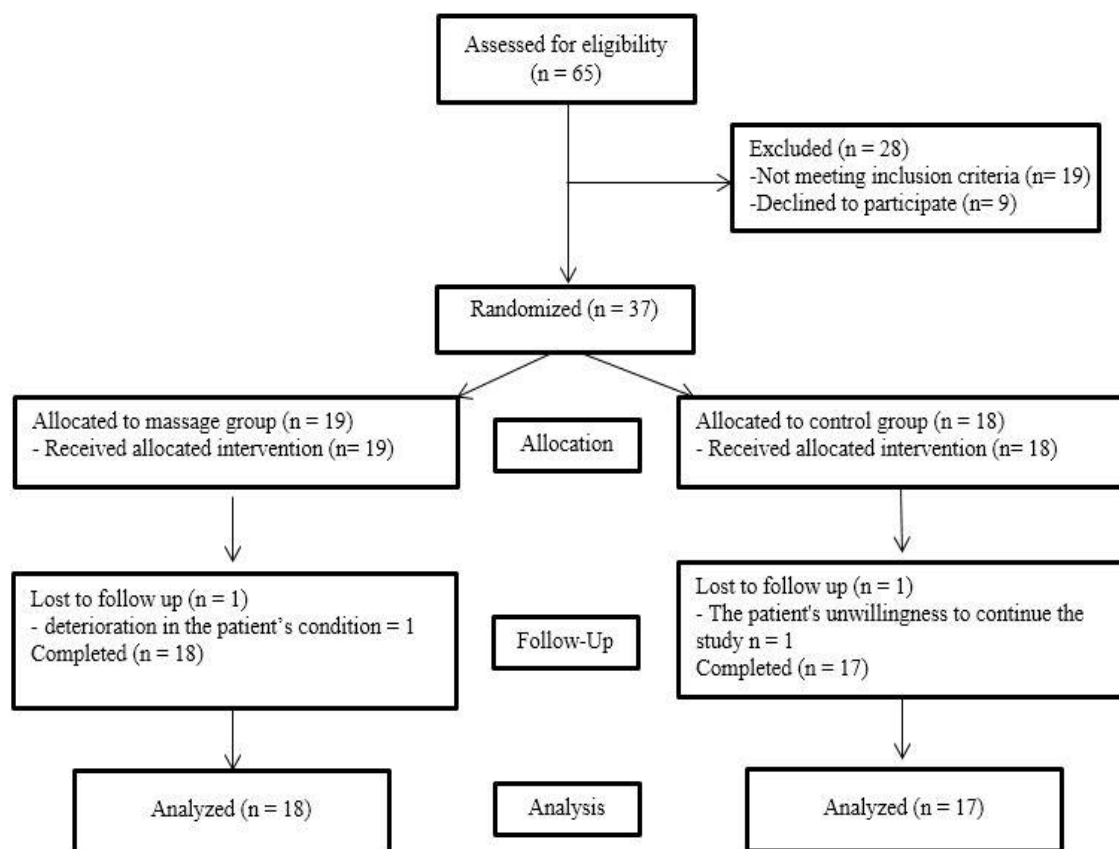 Assessed for eligibility
(n = 65)
Excluded (n = 28)
-Not meeting inclusion criteria (n= 19)
-Declined to participate (n= 9)
Randomized (n = 37)
Allocated to massage group (n = 19)
- Received allocated intervention (n= 19)
Allocation
Allocated to control group (n = 18)
- Received allocated intervention (n= 18)
Lost to follow up (n = 1)
- deterioration in the patient’s condition = 1
Completed (n = 18)
Follow-Up
Lost to follow up (n = 1)
- The patient's unwillingness to continue the
study n = 1
Completed (n = 17)
Analyzed (n = 18)
Analysis
Analyzed (n = 17)